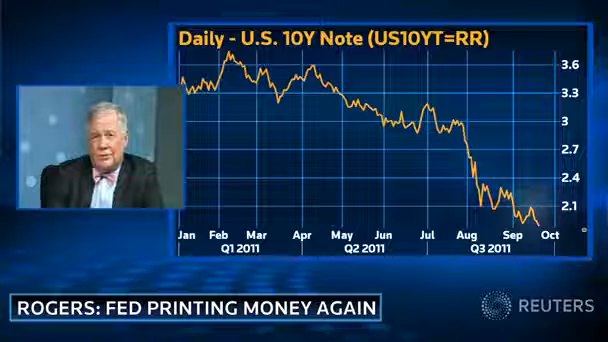 Daily - U.S. 10Y Note (US10YT=RR)
3.6
3.3
3
2.7
2.4
2.1
Jan Feb Mar Apr May Jun Jul Aug Sep Oct
Q1 2011 Q2 2011 Q3 2011
ROGERS: FED PRINTING MONEY AGAIN
REUTERS